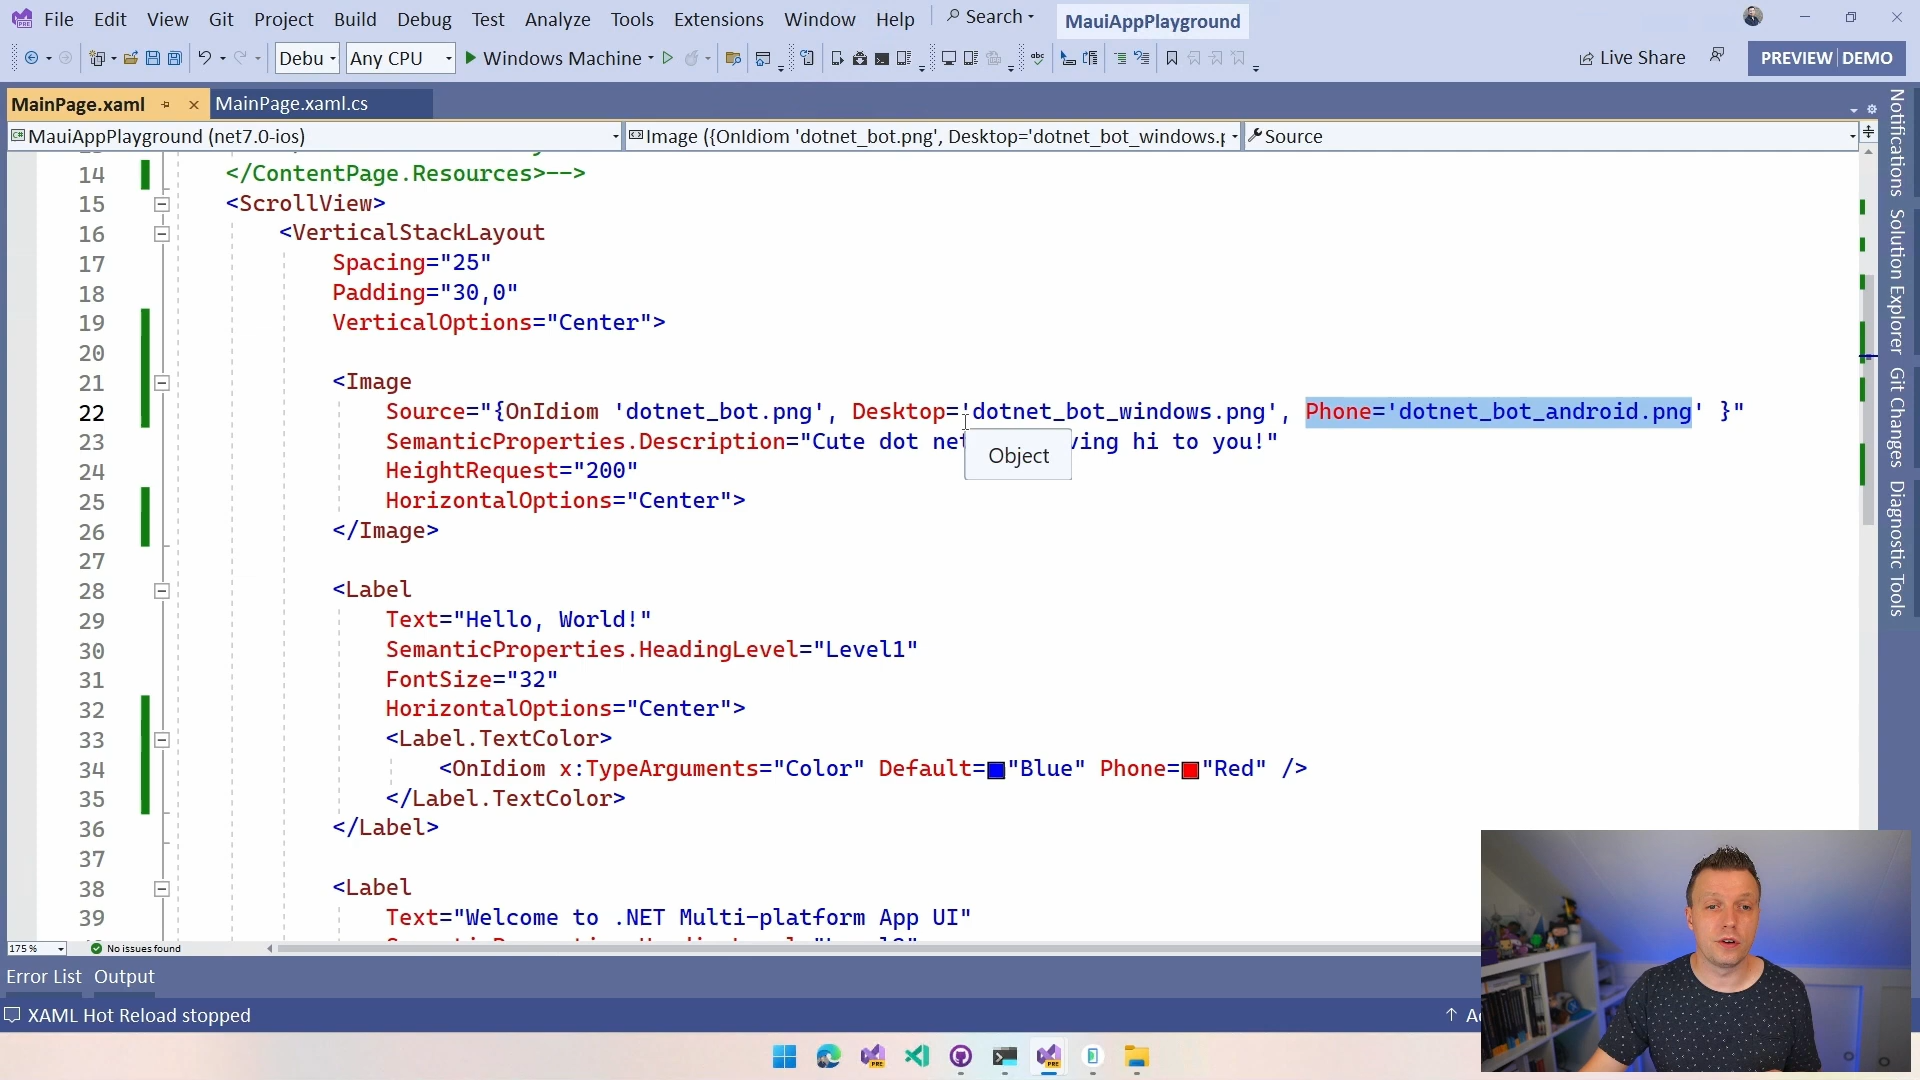 File Edit View Git Project Build Debug Test Analyze Tools Extensions Window Help Search MauiAppPlayground
Debu Any CPU Windows Machine Live Share PREVIEW DEMO
MainPage.xaml MainPage.xaml.cs
MauiAppPlayground (net7.0-ios) Image ({OnIdiom 'dotnet_bot.png', Desktop='dotnet_bot_windows.p Source
14 </ContentPage.Resources>-->
15 <ScrollView>
16 <VerticalStackLayout
17 Spacing="25"
18 Padding="30,0"
19 VerticalOptions="Center">
20
21 <Image
22 Source="{OnIdiom 'dotnet_bot.png', Desktop='dotnet_bot_windows.png', Phone='dotnet_bot_android.png' }"
23 SemanticProperties.Description="Cute dot net ving hi to you!"
Object
24 HeightRequest="200"
25 HorizontalOptions="Center">
26 </Image>
27
28 <Label
29 Text="Hello, World!"
30 SemanticProperties.HeadingLevel="Level1"
31 FontSize="32"
32 HorizontalOptions="Center">
33 <Label.TextColor>
34 <OnIdiom x:TypeArguments="Color" Default="Blue" Phone="Red" />
35 </Label.TextColor>
36 </Label>
37
38 <Label
39 Text="Welcome to .NET Multi-platform App UI"
175 % No issues found
Error List Output
XAML Hot Reload stopped
Notifications
Solution Explorer
Git Changes
Diagnostic Tools